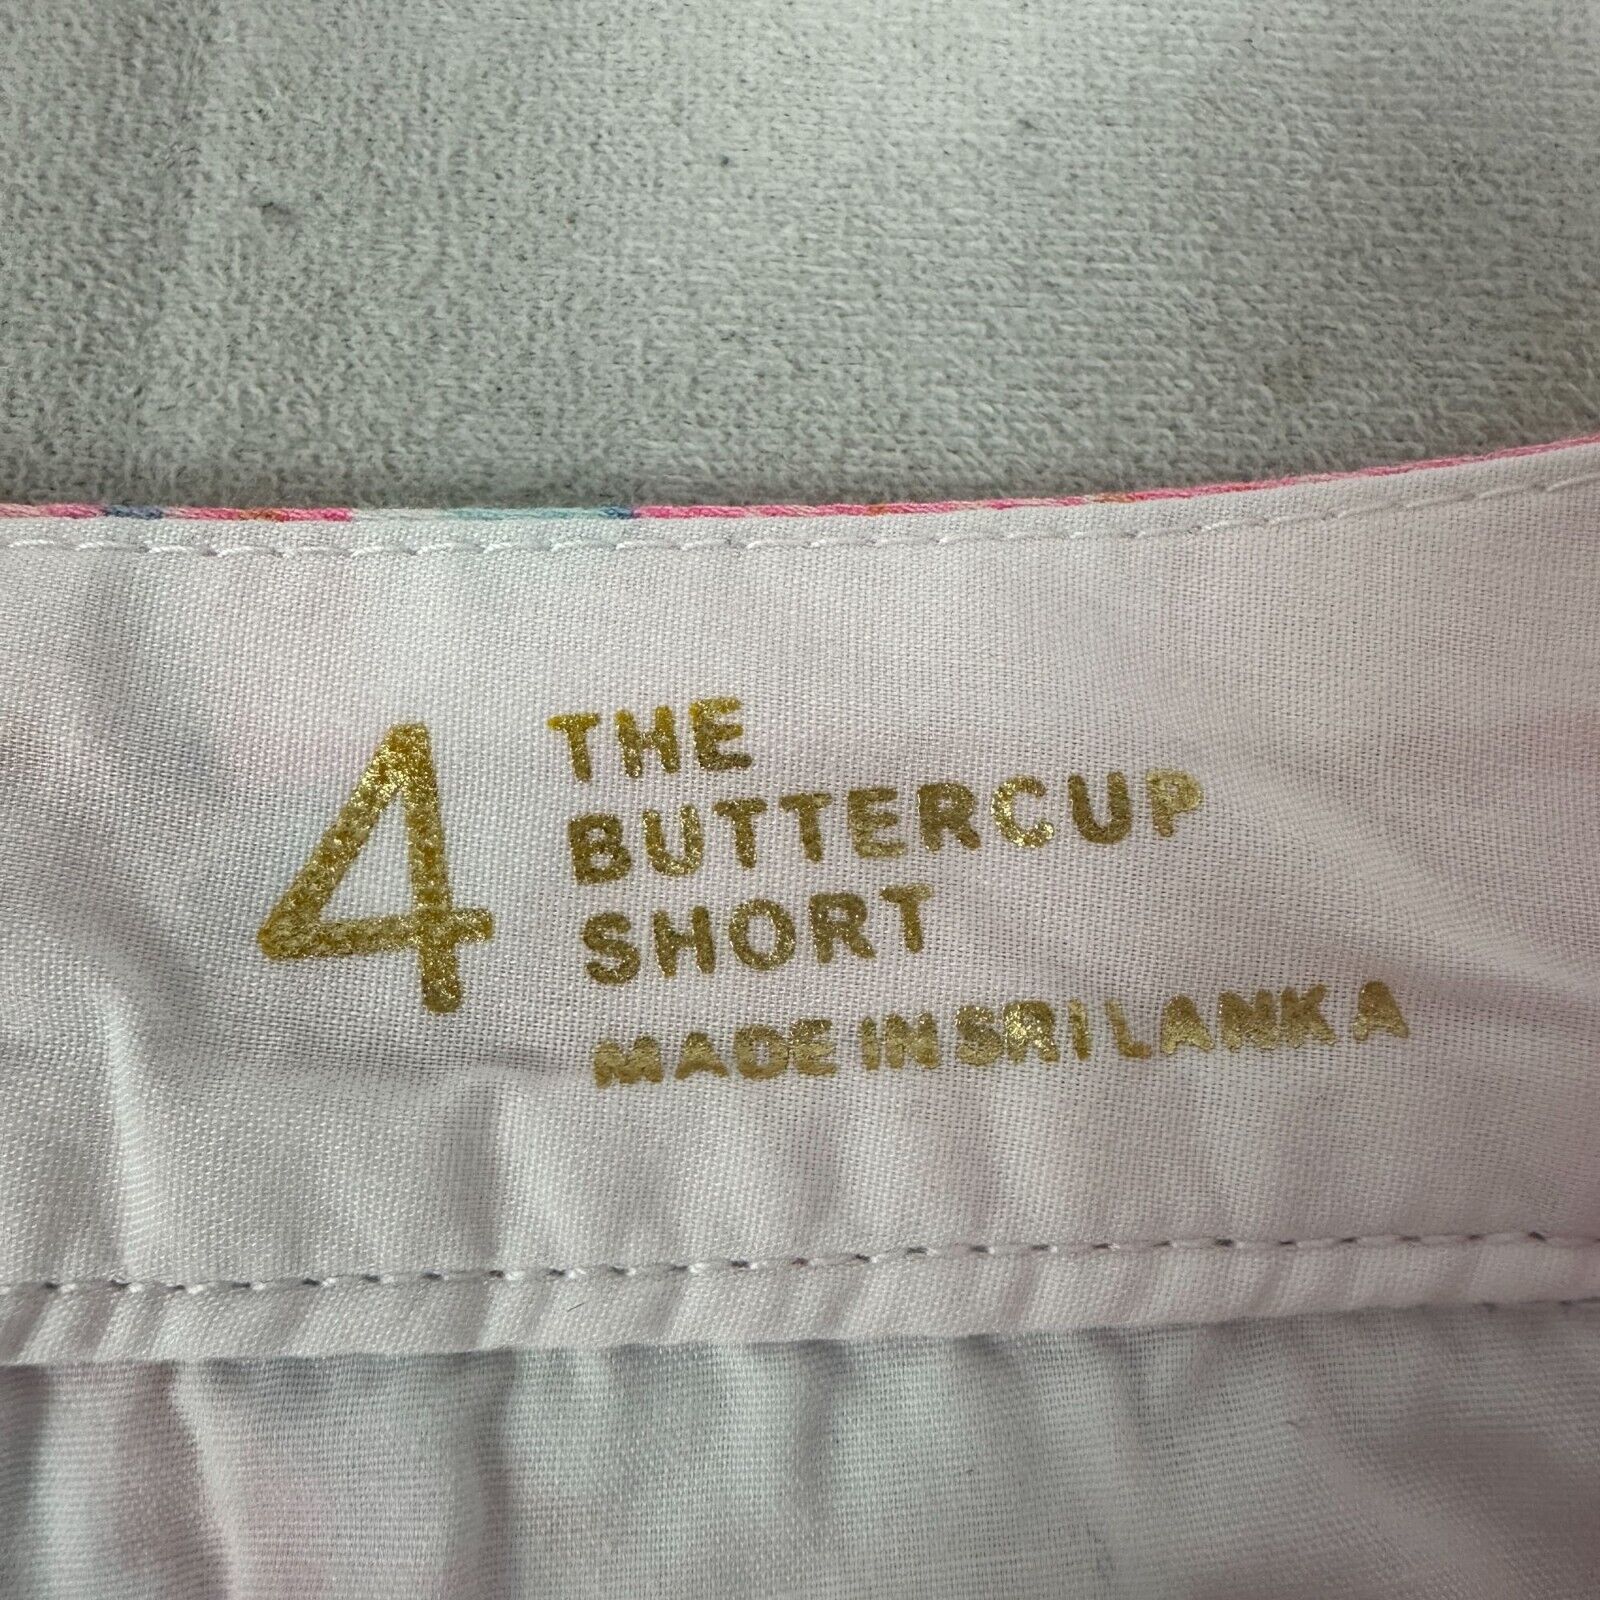 4
THE
BUTTERCUP
SHORT
MADE IN SRI LANKA